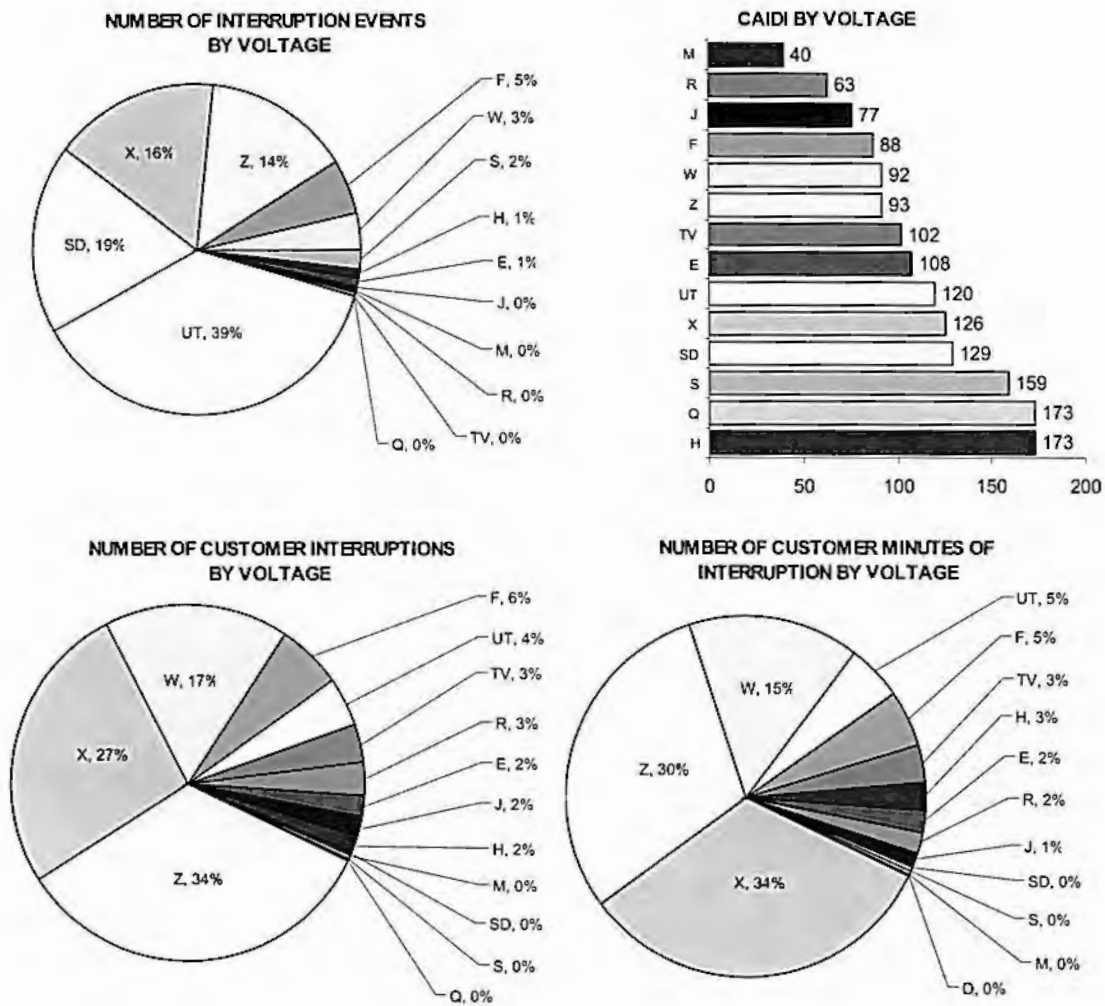 NUMBER OF INTERRUPTION EVENTS
BY VOLTAGE
F, 5%
W, 3%
X, 16%
Z, 14%
S, 2%
H, 1%
SD, 19%
E, 1%
J, 0%
UT, 39%
M, 0%
R, 0%
Q, 0%
TV, 0%
CAIDI BY VOLTAGE
M 40
R 63
J 77
F 88
W 92
Z 93
TV 102
E 108
UT 120
X 126
SD 129
S 159
Q 173
H 173
0 50 100 150 200
NUMBER OF CUSTOMER INTERRUPTIONS
BY VOLTAGE
F, 6%
UT, 4%
W, 17%
TV, 3%
R, 3%
X, 27%
E, 2%
J, 2%
H, 2%
Z, 34%
M, 0%
SD, 0%
S, 0%
Q, 0%
NUMBER OF CUSTOMER MINUTES OF
INTERRUPTION BY VOLTAGE
UT, 5%
F, 5%
W, 15%
TV, 3%
H, 3%
Z, 30%
E, 2%
R, 2%
J, 1%
X, 34%
SD, 0%
S, 0%
M, 0%
D, 0%